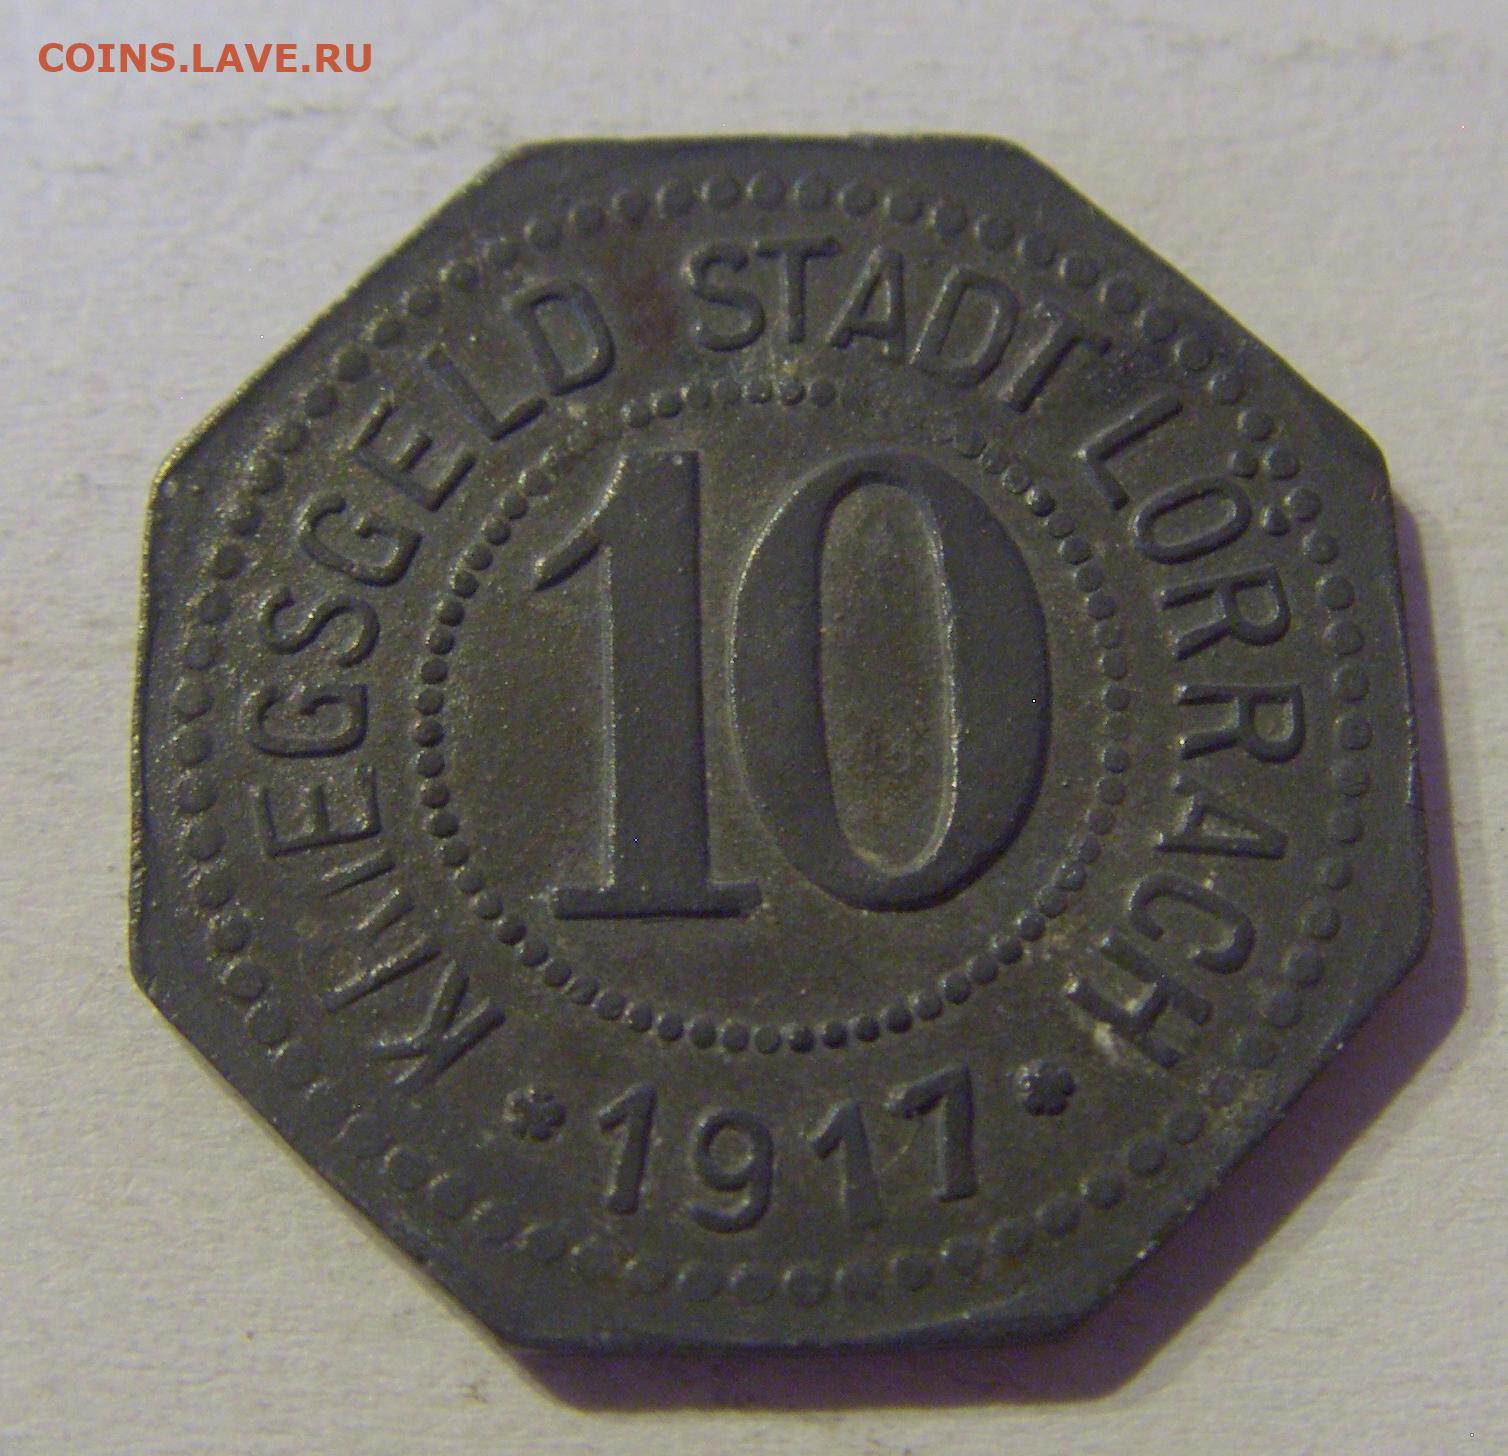 COINS.LAVE.RU
KRIEGSGELD STADT LÖRRACH
10
* 1917 *